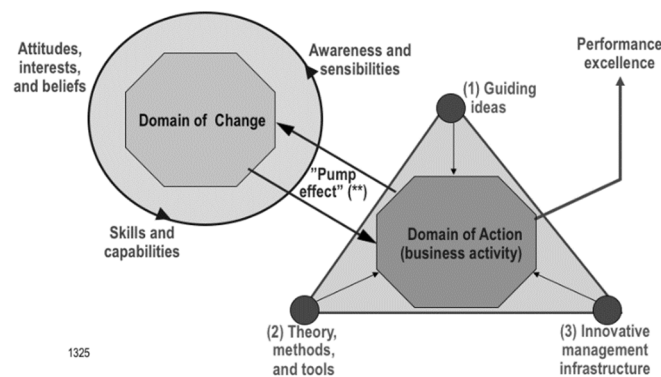 Attitudes,
interests,
and beliefs
Awareness and
sensibilities
Domain of Change
Skills and
capabilities
"Pump
effect" (**)
Performance
excellence
(1) Guiding
ideas
Domain of Action
(business activity)
(2) Theory,
methods,
and tools
(3) Innovative
management
infrastructure
1325